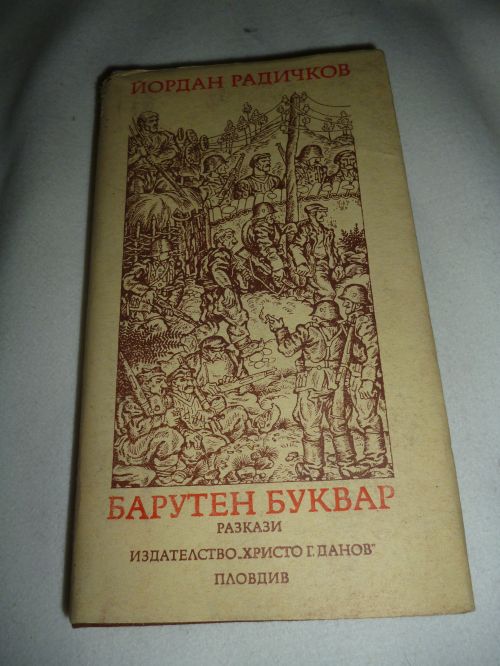 ЙОРДАН РАДИЧКОВ
БАРУТЕН БУКВАР
РАЗКАЗИ
ИЗДАТЕЛСТВО „ХРИСТО Г. ДАНОВ“
ПЛОВДИВ